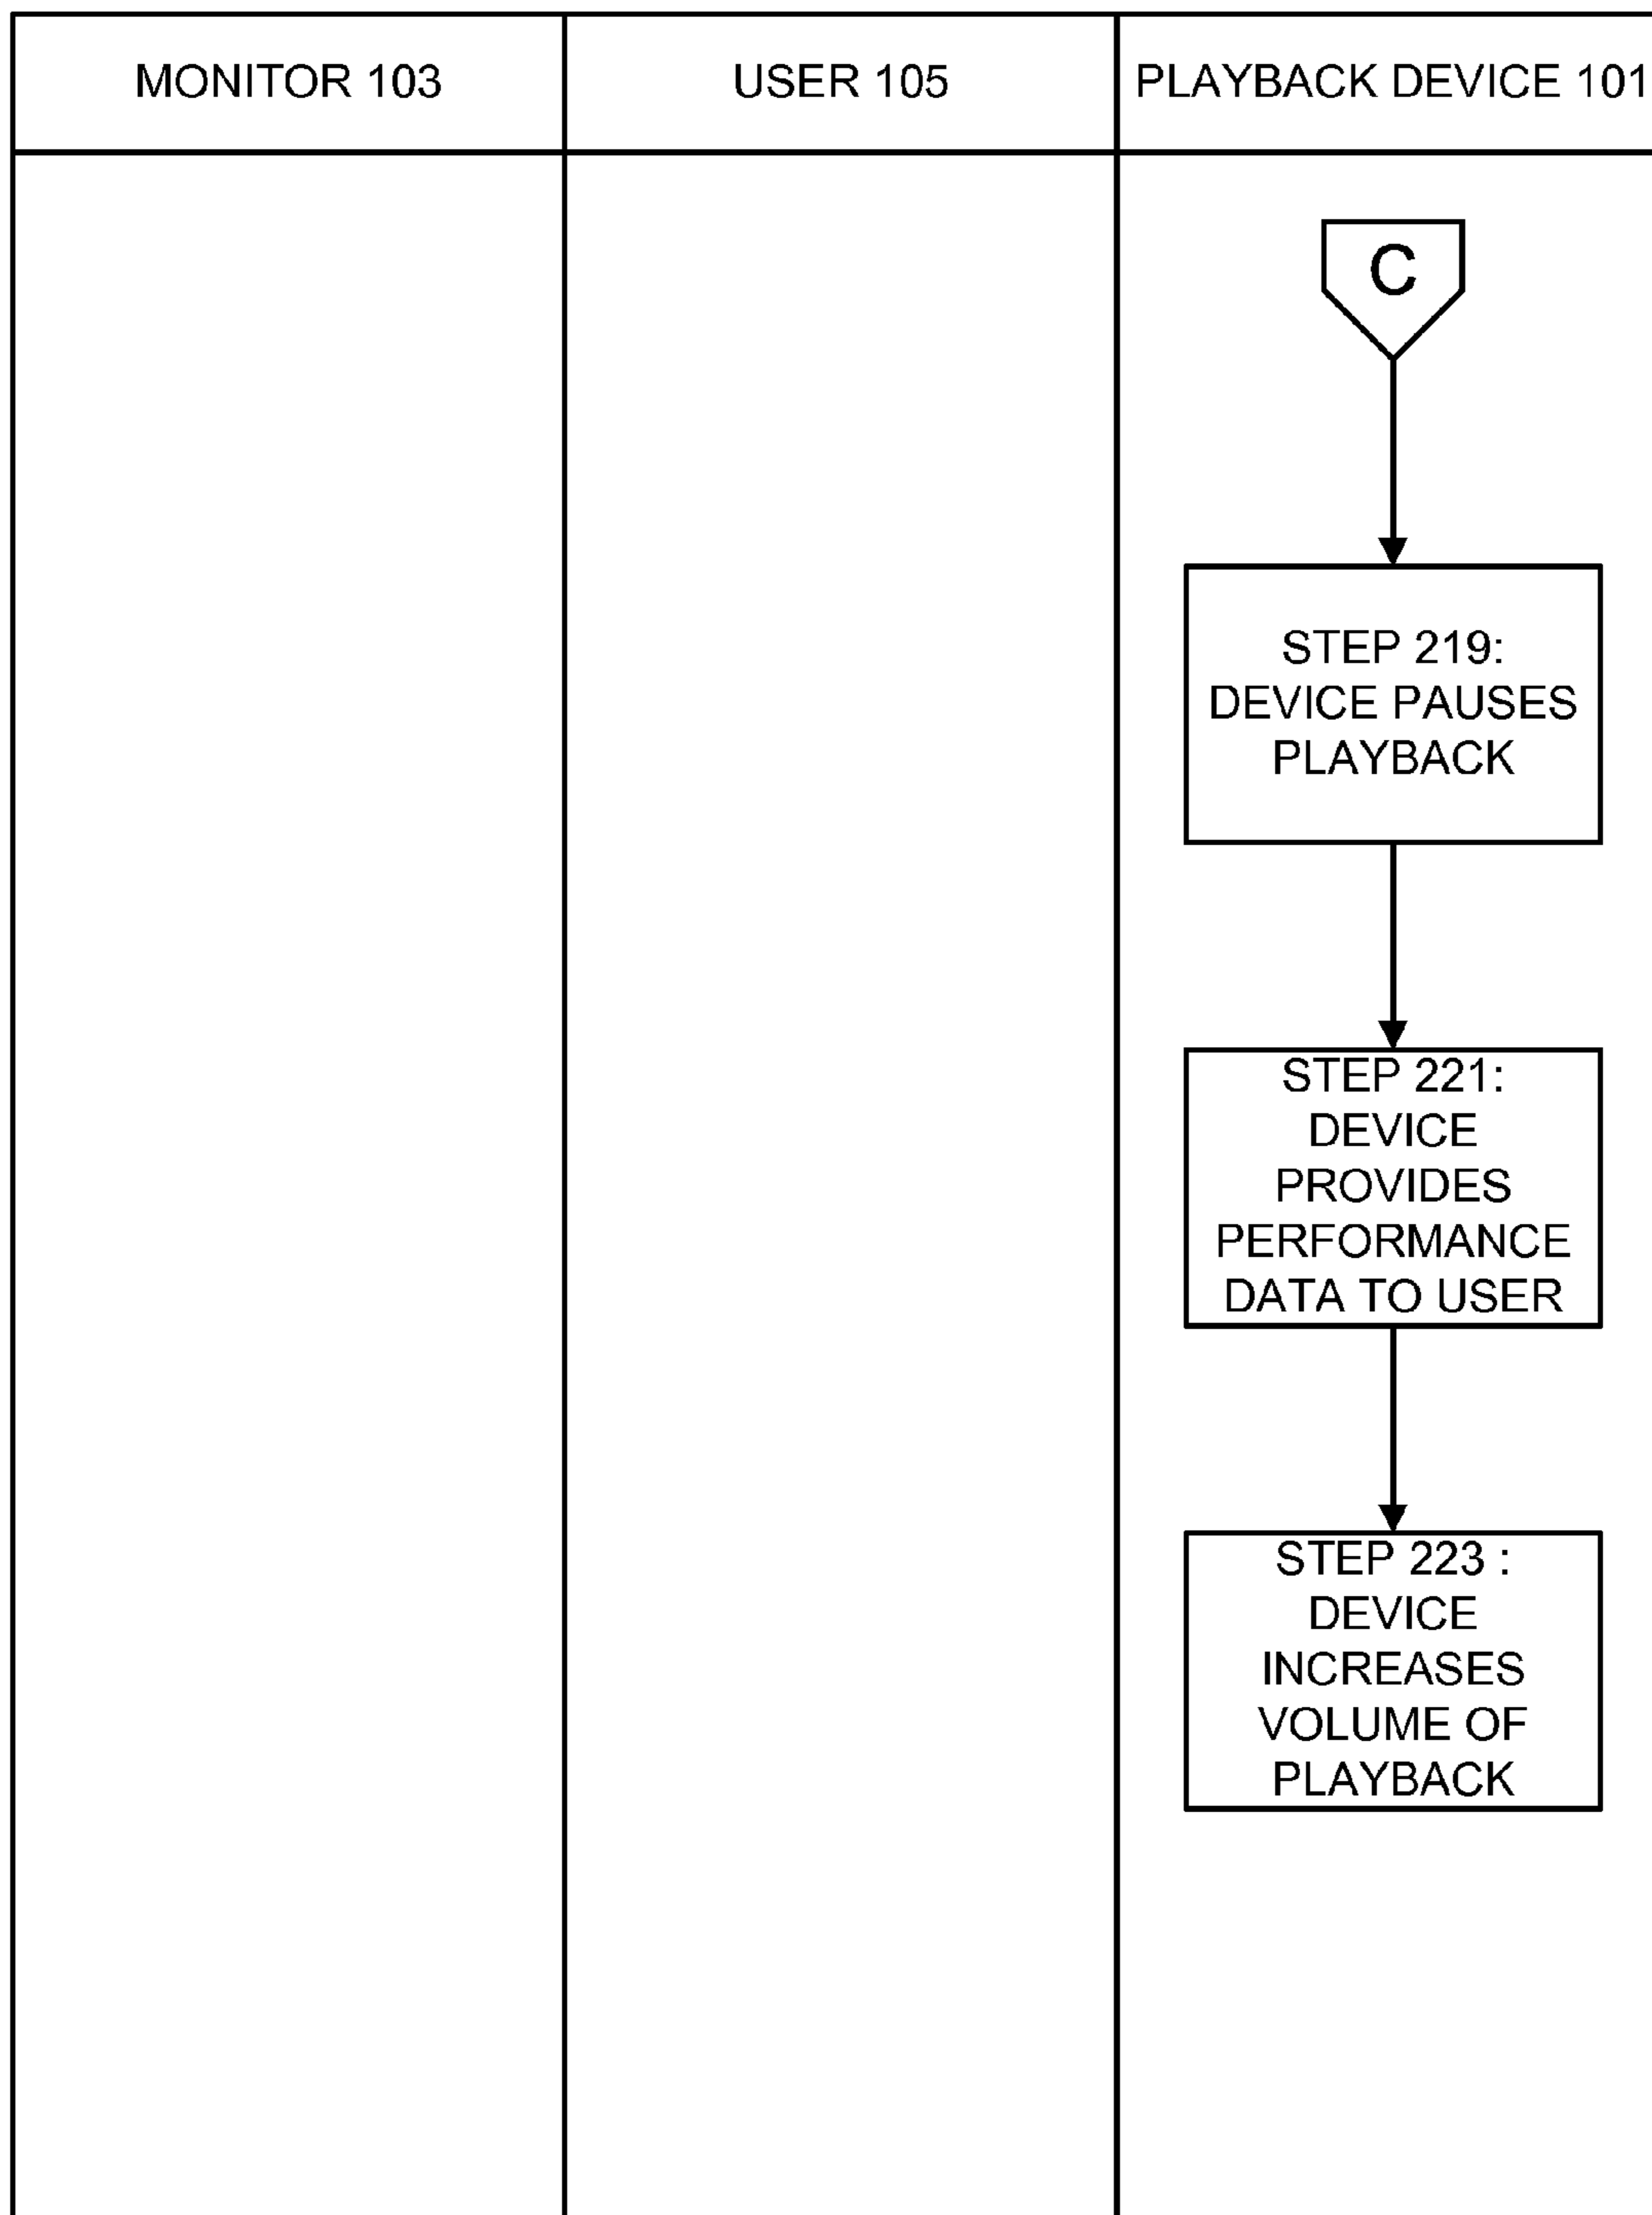 MONITOR 103
USER 105
PLAYBACK DEVICE 101
C
STEP 219:
DEVICE PAUSES
PLAYBACK
STEP 221:
DEVICE
PROVIDES
PERFORMANCE
DATA TO USER
STEP 223 :
DEVICE
INCREASES
VOLUME OF
PLAYBACK